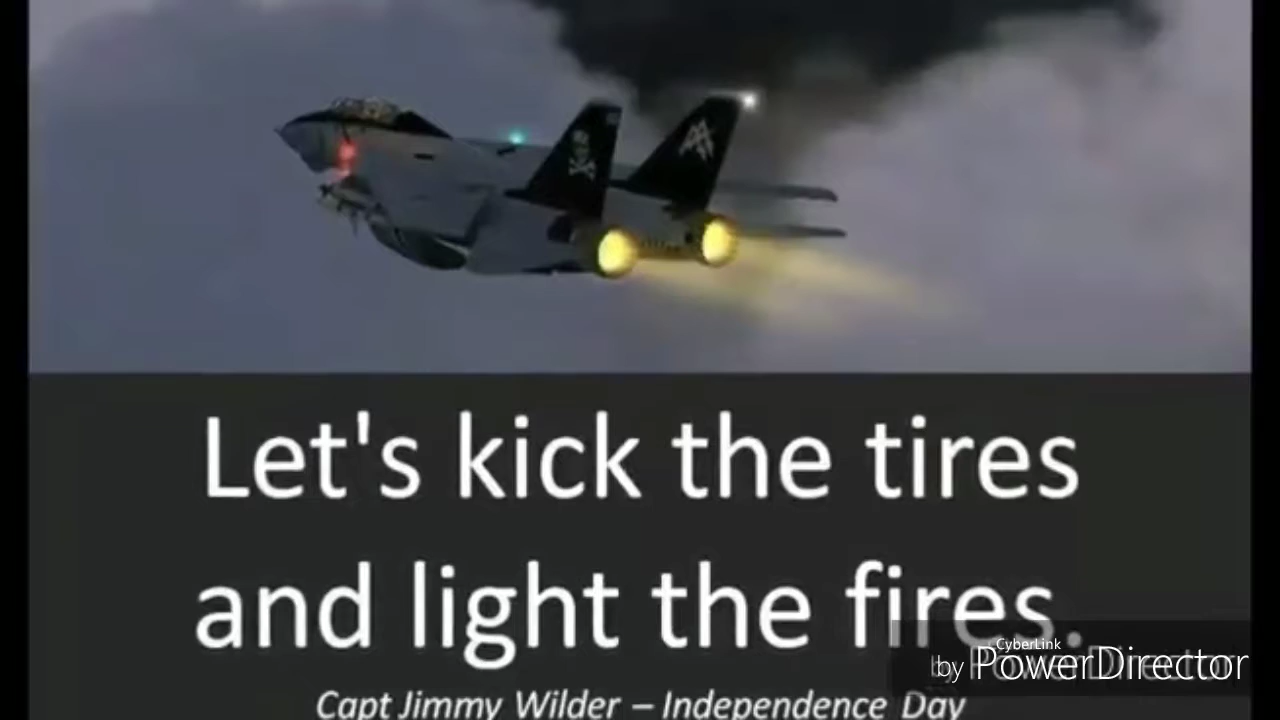 Let's kick the tires
and light the fires.
CyberLink
by PowerDirector
Capt Jimmy Wilder – Independence Day